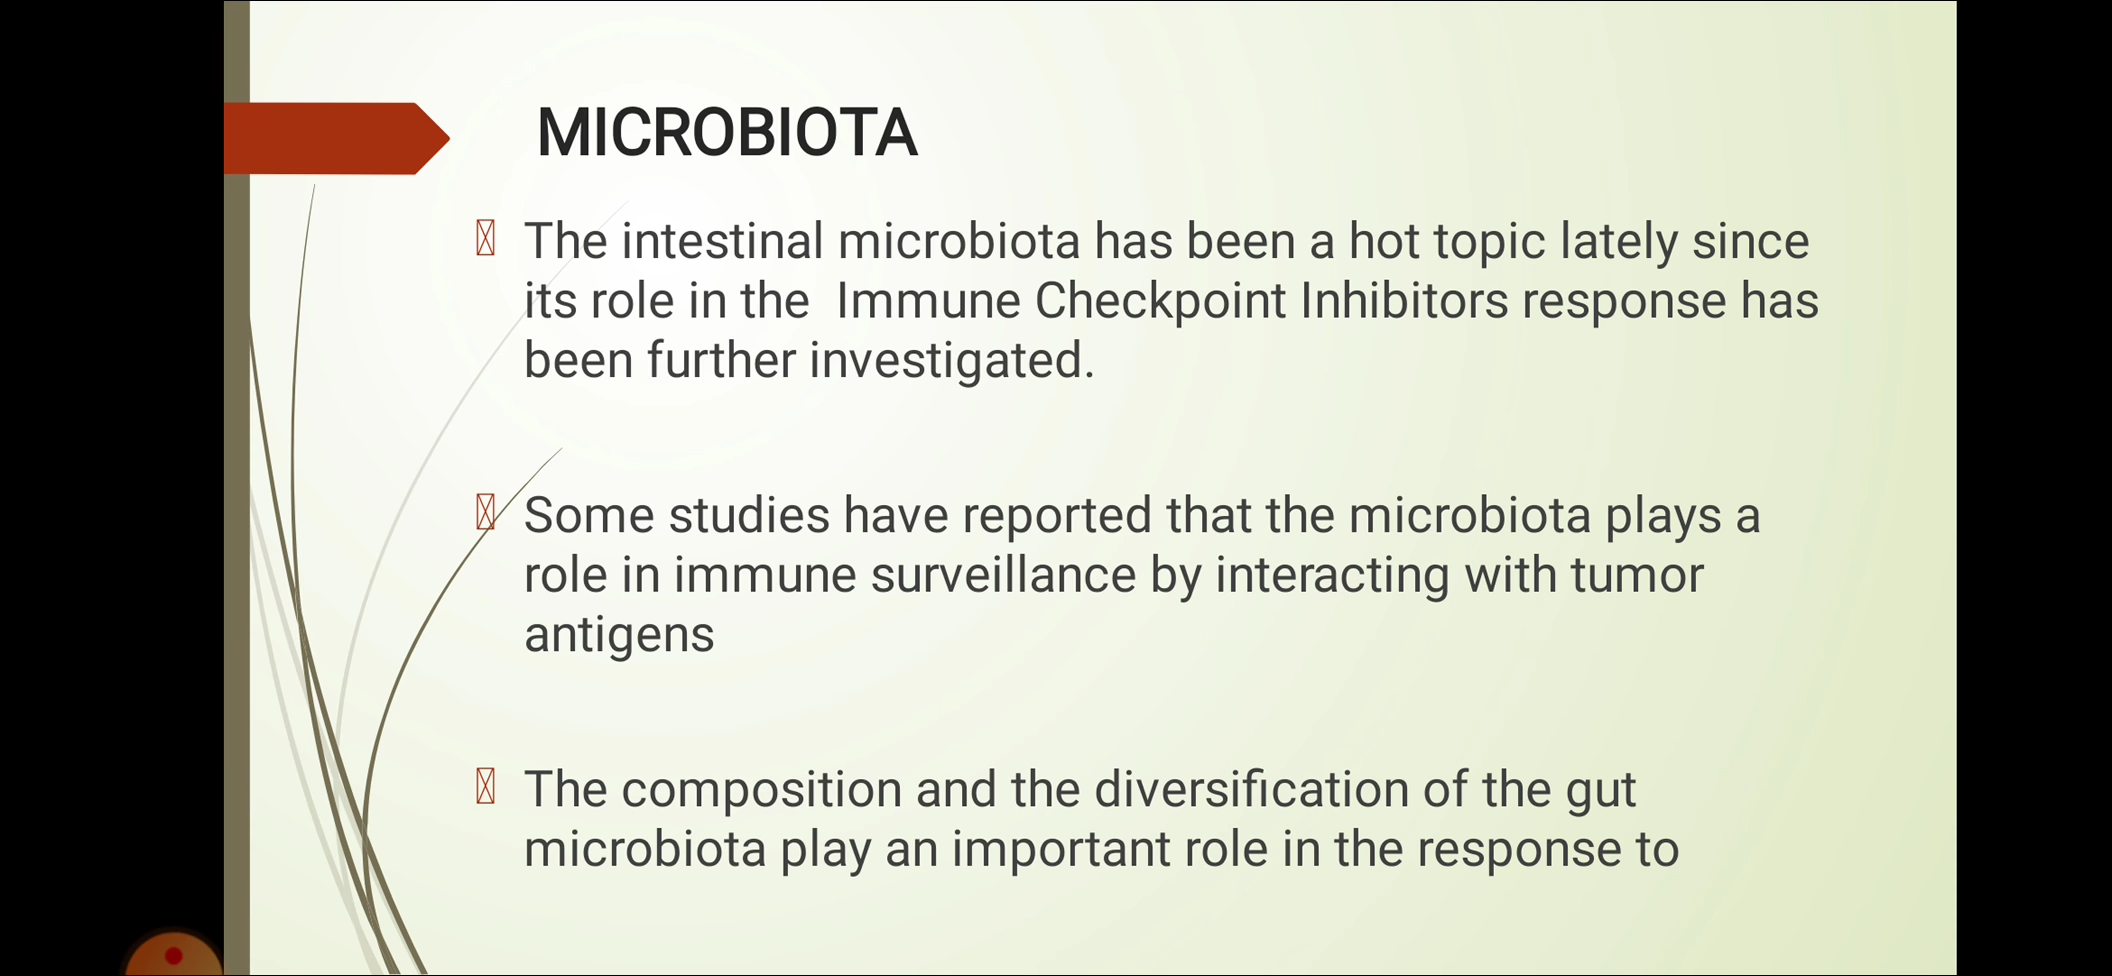 MICROBIOTA
The intestinal microbiota has been a hot topic lately since
its role in the  Immune Checkpoint Inhibitors response has
been further investigated.
Some studies have reported that the microbiota plays a
role in immune surveillance by interacting with tumor
antigens
The composition and the diversification of the gut
microbiota play an important role in the response to